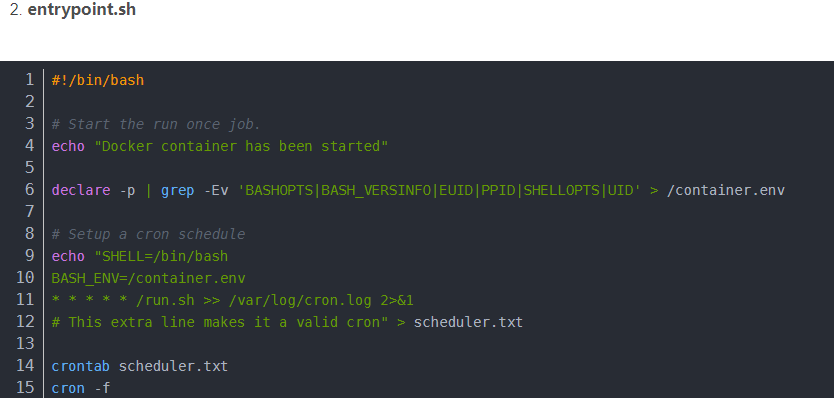 2. entrypoint.sh
1 #!/bin/bash
2
3 # Start the run once job.
4 echo "Docker container has been started"
5
6 declare -p | grep -Ev 'BASHOPTS|BASH_VERSINFO|EUID|PPID|SHELLOPTS|UID' > /container.env
7
8 # Setup a cron schedule
9 echo "SHELL=/bin/bash
10 BASH_ENV=/container.env
11 * * * * * /run.sh >> /var/log/cron.log 2>&1
12 # This extra line makes it a valid cron" > scheduler.txt
13
14 crontab scheduler.txt
15 cron -f